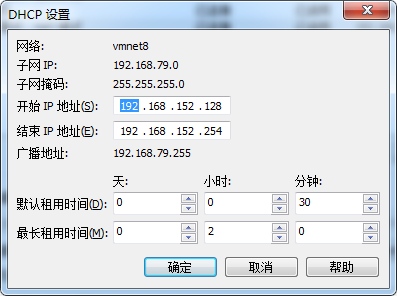 DHCP 设置
网络: vmnet8
子网 IP: 192.168.79.0
子网掩码: 255.255.255.0
开始 IP 地址(S): 192 . 168 . 152 . 128
结束 IP 地址(E): 192 . 168 . 152 . 254
广播地址: 192.168.79.255
天: 小时: 分钟:
默认租用时间(D): 0 0 30
最长租用时间(M): 0 2 0
确定 取消 帮助